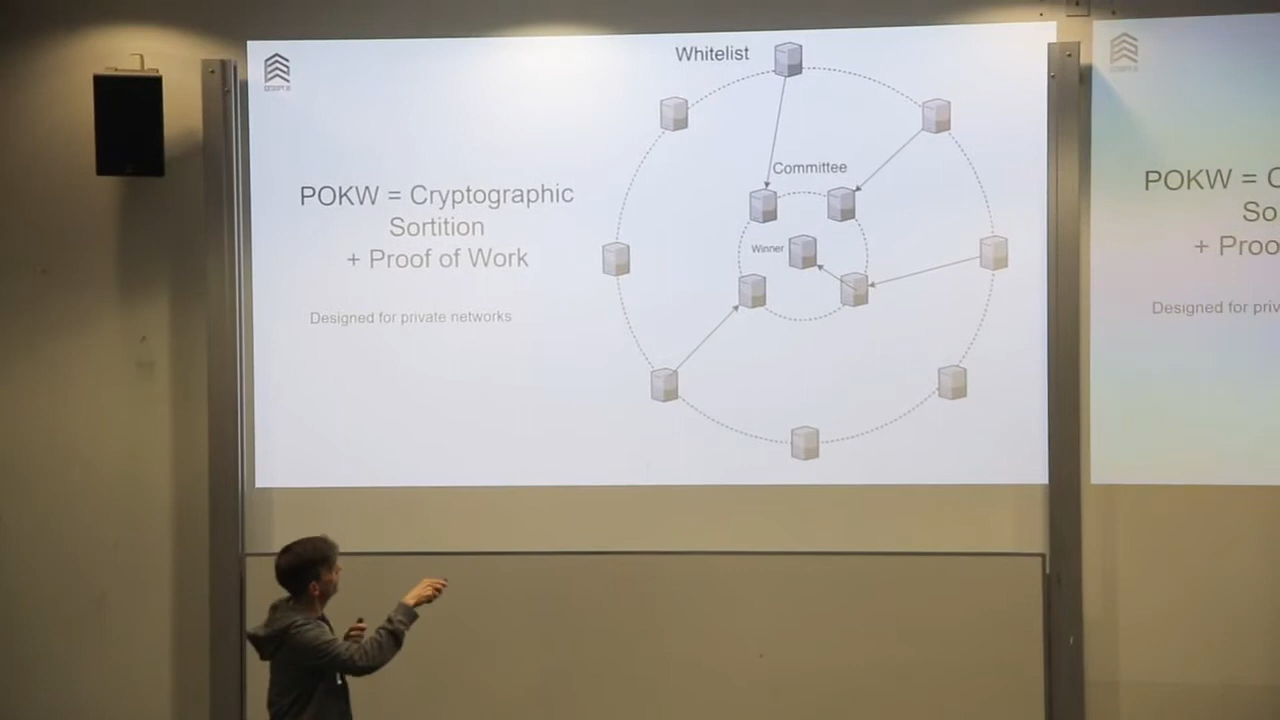 POKW = Cryptographic
Sortition
+ Proof of Work
Designed for private networks
Whitelist
Committee
Winner
POKW = C
So
+ Proo
Designed for priv